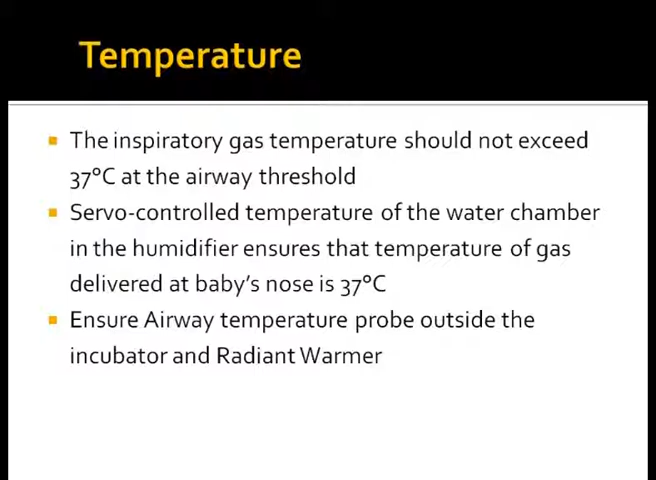 Temperature
The inspiratory gas temperature should not exceed
37°C at the airway threshold
Servo-controlled temperature of the water chamber
in the humidifier ensures that temperature of gas
delivered at baby's nose is 37°C
Ensure Airway temperature probe outside the
incubator and Radiant Warmer